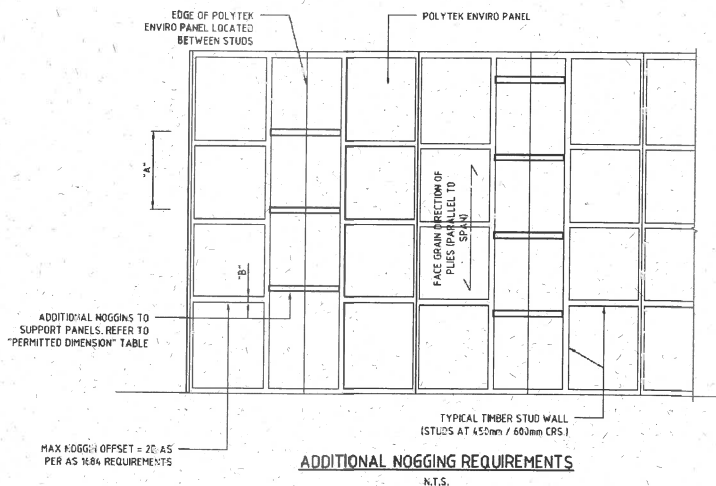 EDGE OF POLYTEK
ENVIRO PANEL LOCATED
BETWEEN STUDS
POLYTEK ENVIRO PANEL
"A"
FACE GRAIN DIRECTION OF
PLIES (PARALLEL TO
SPAN)
"B"
ADDITIONAL NOGGINS TO
SUPPORT PANELS. REFER TO
"PERMITTED DIMENSION" TABLE
TYPICAL TIMBER STUD WALL
(STUDS AT 450mm / 600mm CRS.)
MAX NOGGIN OFFSET = 2D AS
PER AS 1684 REQUIREMENTS
ADDITIONAL NOGGING REQUIREMENTS
N.T.S.